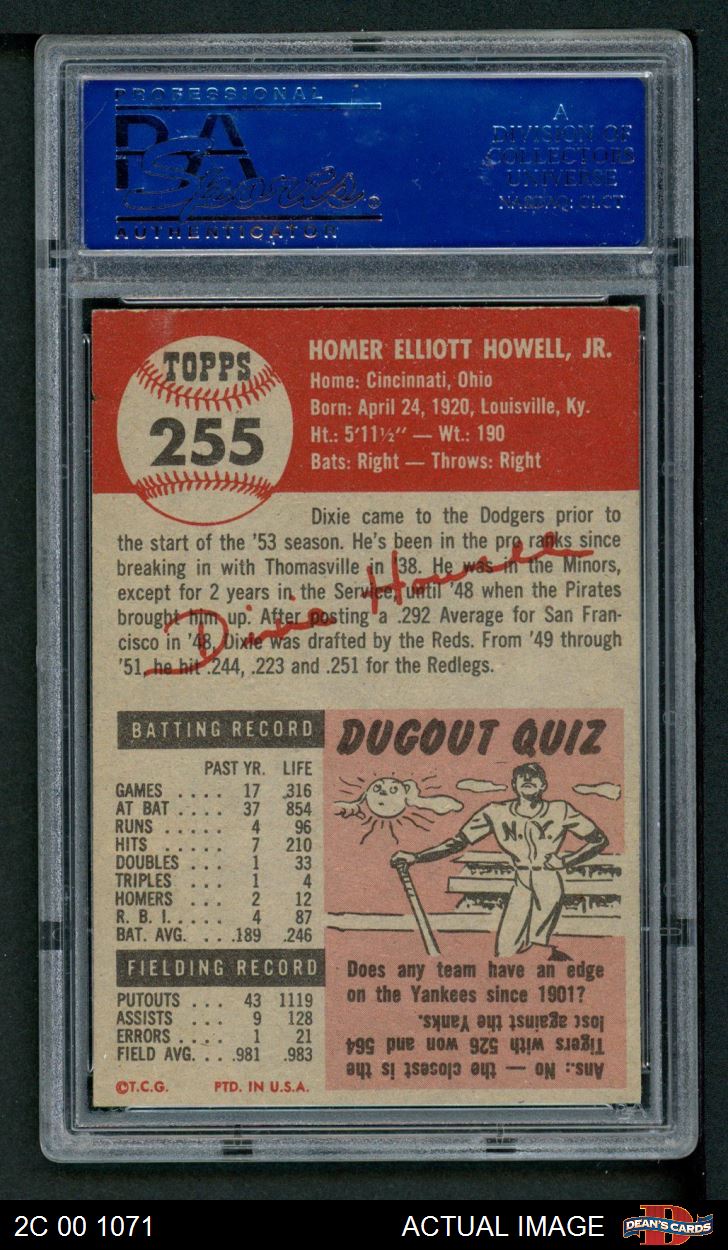 PROFESSIONAL
PSA
Sports
AUTHENTICATOR
A
DIVISION OF
COLLECTORS
UNIVERSE
NASDAQ: CLCT
TOPPS
255
HOMER ELLIOTT HOWELL, JR.
Home: Cincinnati, Ohio
Born: April 24, 1920, Louisville, Ky.
Ht.: 5'11½" — Wt.: 190
Bats: Right — Throws: Right
Dixie came to the Dodgers prior to
the start of the '53 season. He's been in the pro ranks since
breaking in with Thomasville in '38. He was in the Minors,
except for 2 years in the Service, until '48 when the Pirates
brought him up. After posting a .292 Average for San Fran-
cisco in '48, Dixie was drafted by the Reds. From '49 through
'51, he hit .244, .223 and .251 for the Redlegs.
Dixie Howell
BATTING RECORD
PAST YR. LIFE
GAMES .... 17 316
AT BAT .... 37 854
RUNS ..... 4 96
HITS ..... 7 210
DOUBLES ... 1 33
TRIPLES ... 1 4
HOMERS ... 2 12
R. B. I. .... 4 87
BAT. AVG. ... .189 .246
FIELDING RECORD
PUTOUTS ... 43 1119
ASSISTS ... 9 128
ERRORS .... 1 21
FIELD AVG. ... .981 .983
©T.C.G. PTD. IN U.S.A.
DUGOUT QUIZ
N.Y.
Does any team have an edge
on the Yankees since 1901?
Ans.: No — the closest is the
Tigers with 526 won and 564
lost against the Yanks.
2C 00 1071
ACTUAL IMAGE
D
DEAN'S CARDS